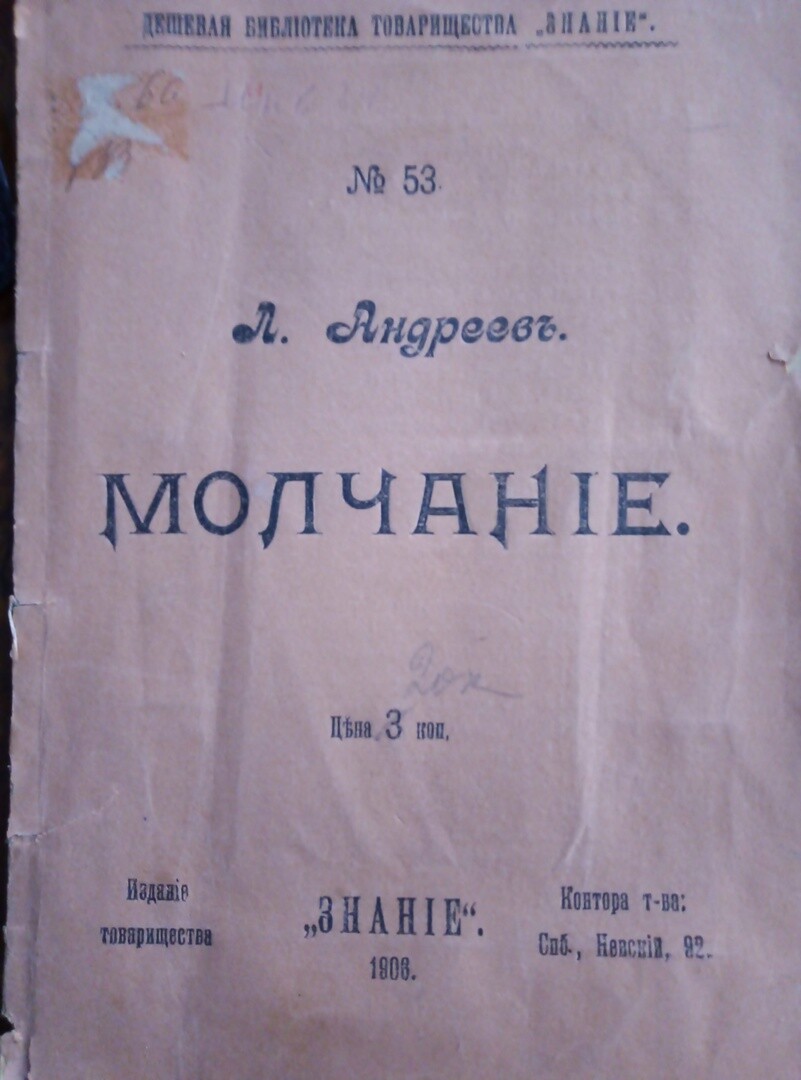 ДЕШЕВАЯ БИБЛІОТЕКА ТОВАРИЩЕСТВА „ЗНАНІЕ“.
№ 53.
Л. Андреевъ.
МОЛЧАНІЕ.
Цѣна 3 коп.
Изданіе
товарищества
„ЗНАНІЕ“.
1906.
Контора т-ва:
Спб., Невскій, 92.